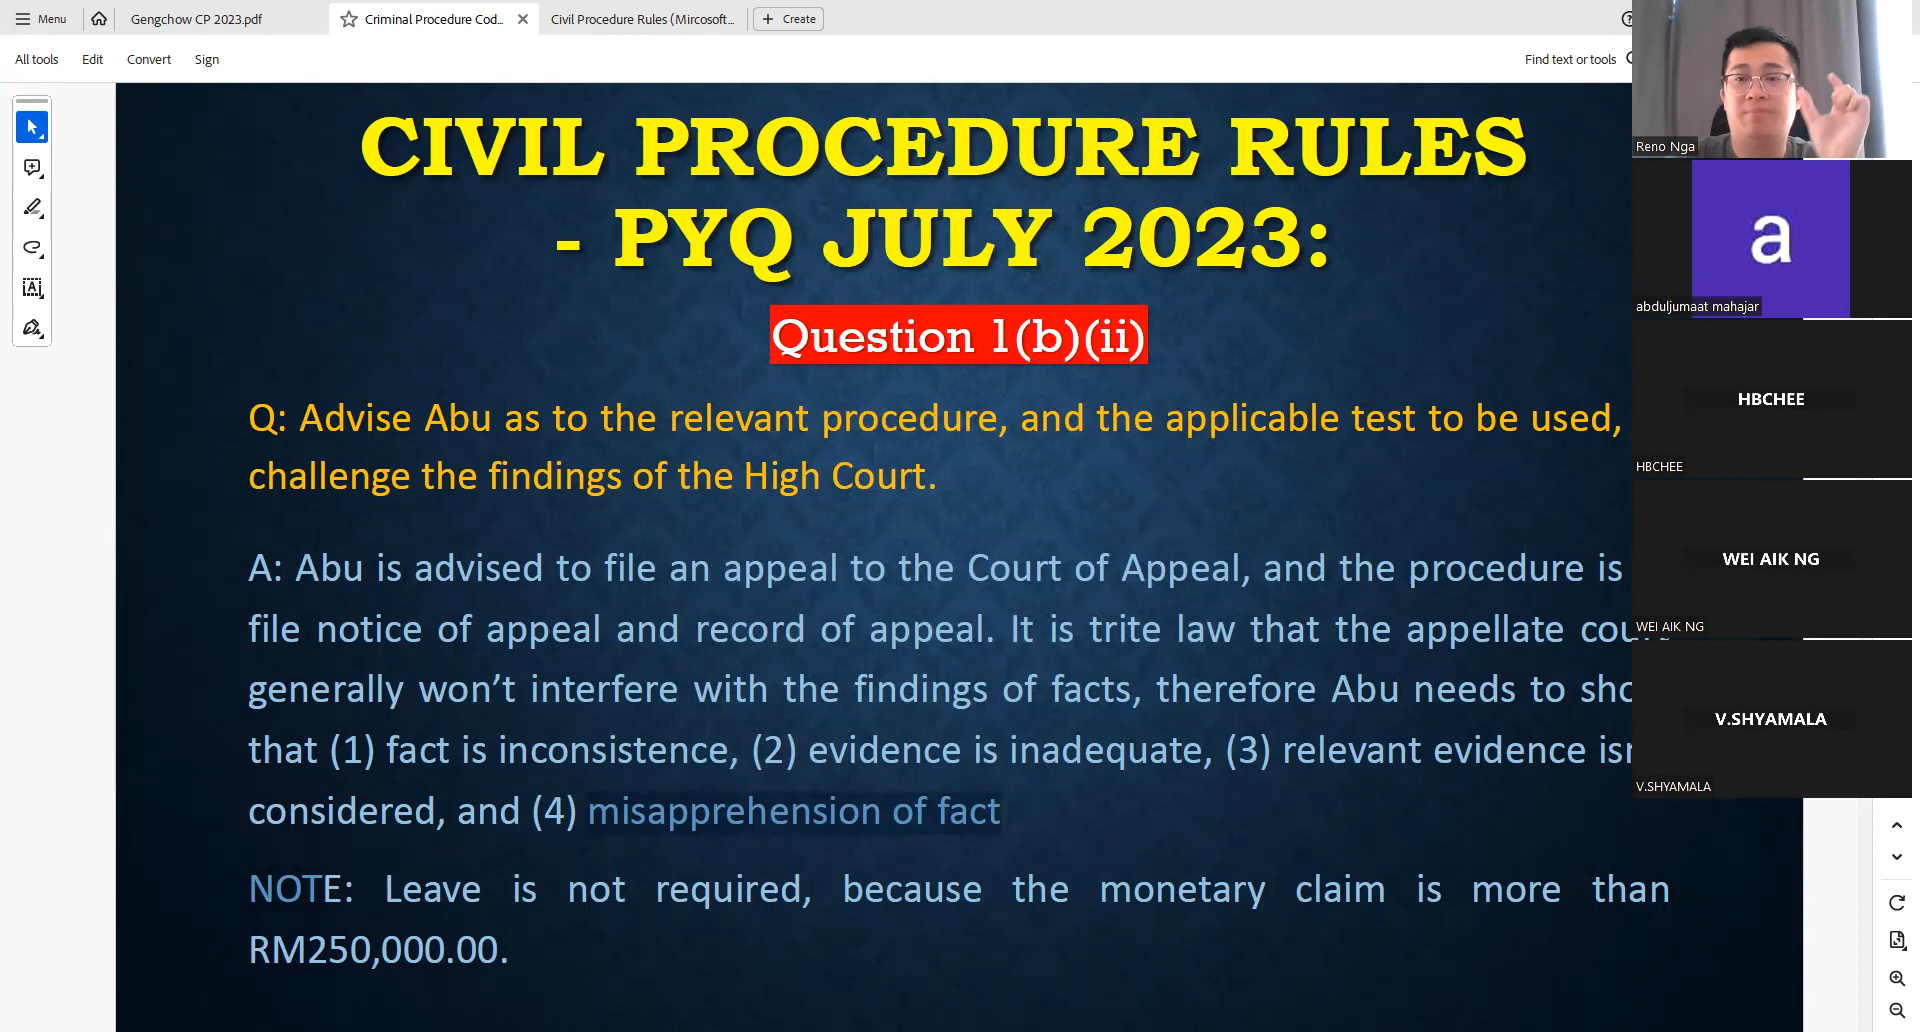 Menu
Gengchow CP 2023.pdf
Criminal Procedure Cod...
Civil Procedure Rules (Mircosoft...
+ Create
All tools
Edit
Convert
Sign
Find text or tools
CIVIL PROCEDURE RULES
- PYQ JULY 2023:
Question 1(b)(ii)
Q: Advise Abu as to the relevant procedure, and the applicable test to be used,
challenge the findings of the High Court.
A: Abu is advised to file an appeal to the Court of Appeal, and the procedure is
file notice of appeal and record of appeal. It is trite law that the appellate
generally won’t interfere with the findings of facts, therefore Abu needs to
that (1) fact is inconsistence, (2) evidence is inadequate, (3) relevant evidence
considered, and (4) misapprehension of fact
NOTE: Leave is not required, because the monetary claim is more than
RM250,000.00.
Reno Nga
a
abduljumaat mahajar
HBCHEE
HBCHEE
WEI AIK NG
WEI AIK NG
V.SHYAMALA
V.SHYAMALA